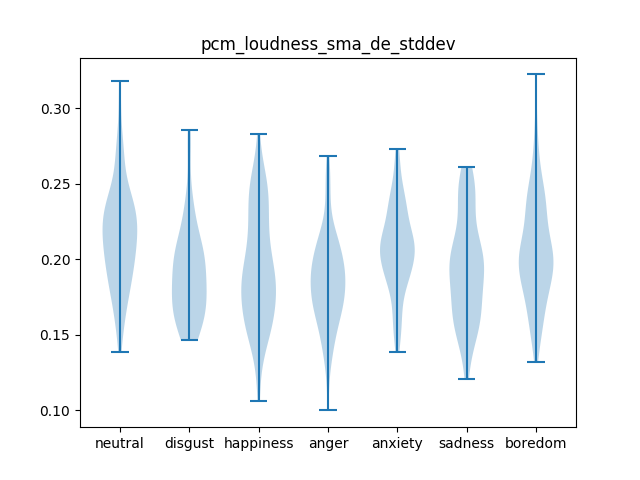 pcm_loudness_sma_de_stddev
0.30
0.25
0.20
0.15
0.10
neutral disgust happiness anger anxiety sadness boredom